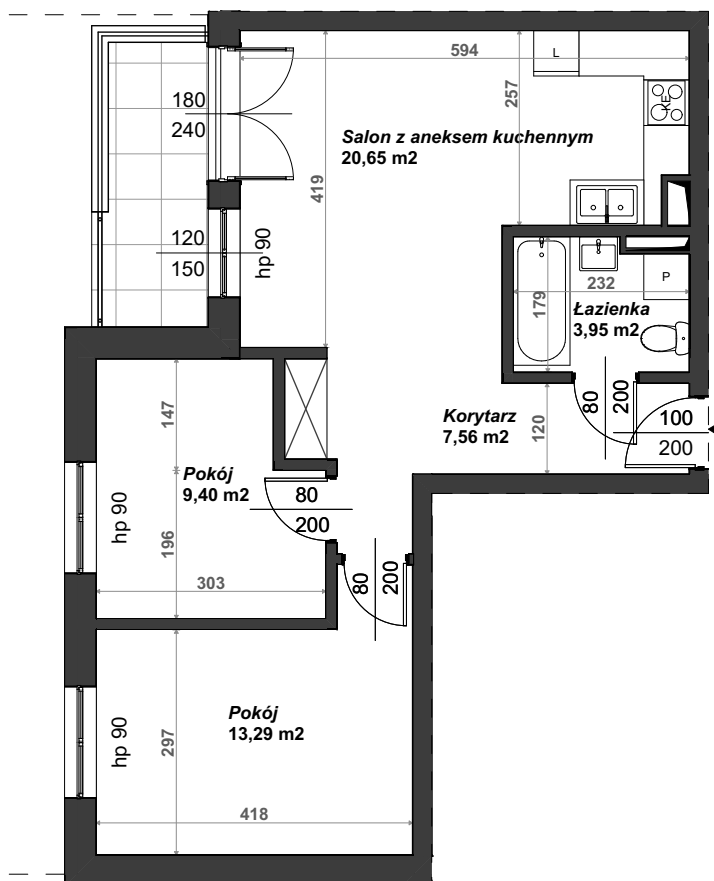 594
L
257
KE
180
240
Salon z aneksem kuchennym
20,65 m2
419
120
150
hp 90
232
P
179
Łazienka
3,95 m2
80
200
100
200
Korytarz
7,56 m2
120
147
Pokój
9,40 m2
80
200
hp 90
196
303
80
200
Pokój
13,29 m2
hp 90
297
418